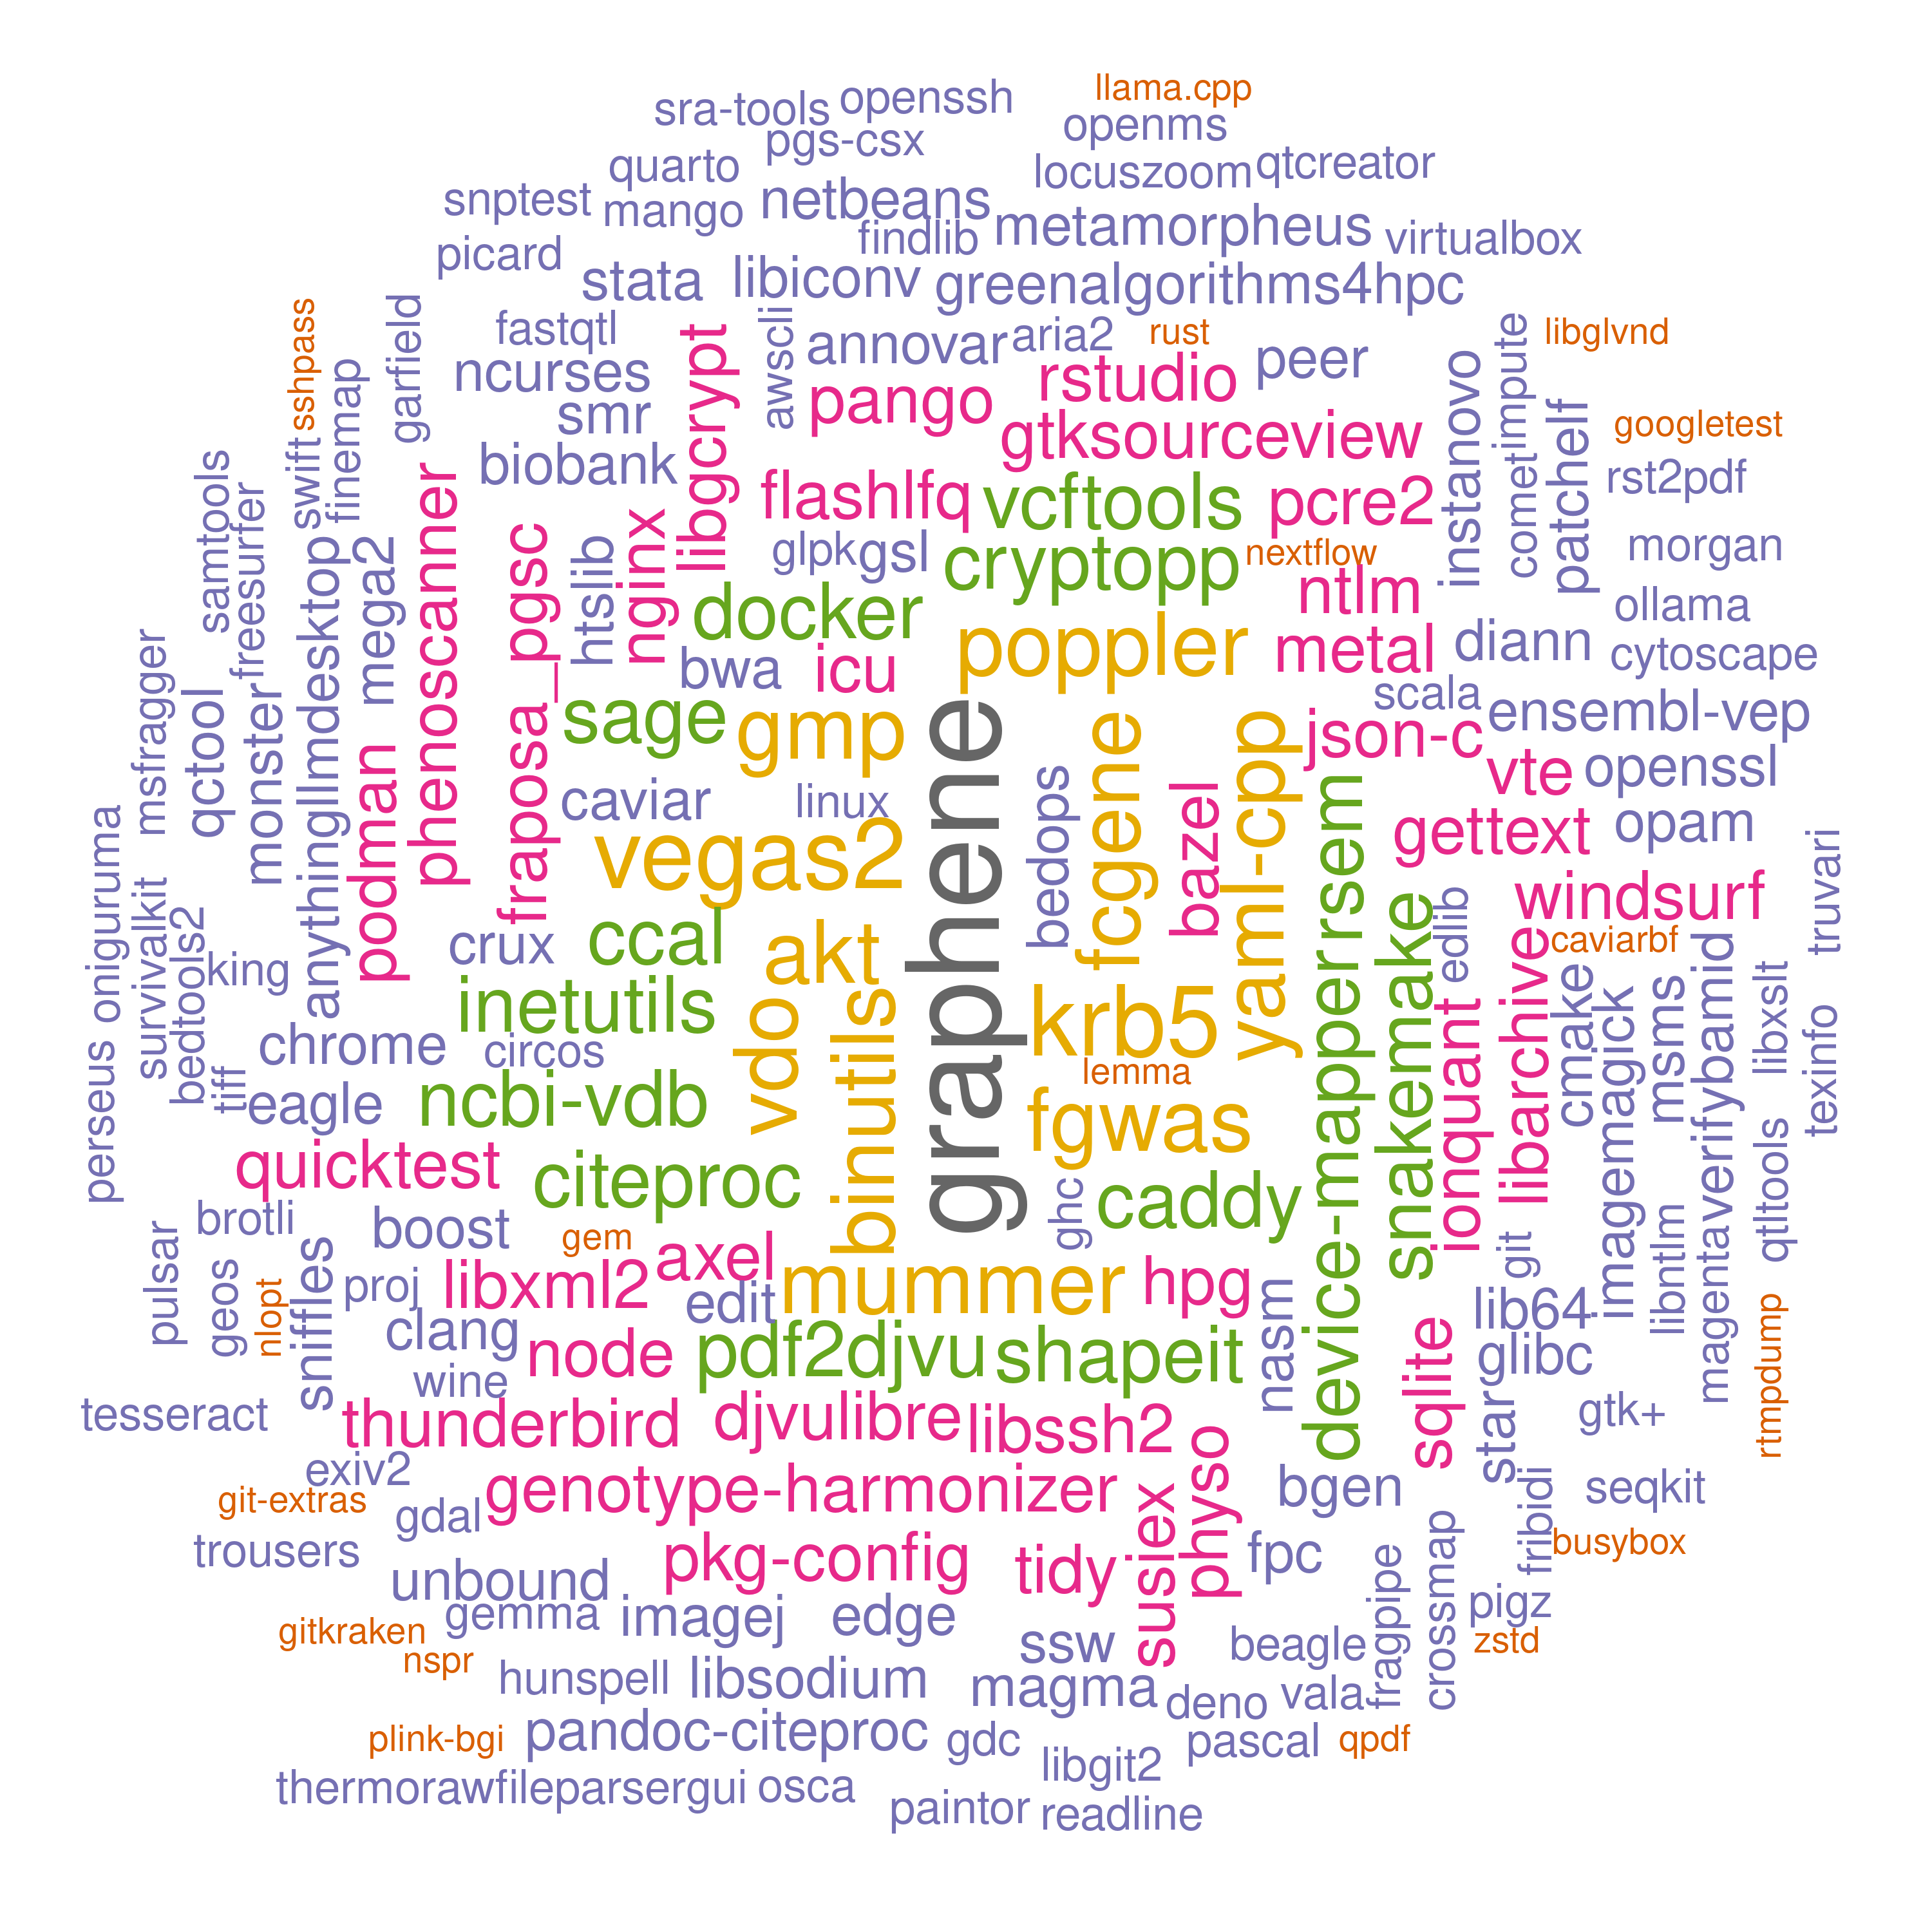 llama.cpp
sra-tools
openssh
openms
pgs-csx
quarto
locuszoom
qtcreator
snptest
mango
netbeans
findlib
metamorpheus
virtualbox
picard
stata
libiconv
greenalgorithms4hpc
sshpass
garfield
fastqtl
libgcrypt
awscli
annovar
aria2
rust
peer
impute
libglvnd
ncurses
pango
rstudio
instanovo
finemap
smr
gtksourceview
patchelf
googletest
swift
biobank
flashlfq
vcftools
pcre2
comet
rst2pdf
samtools
freesurfer
mega2
phenoscanner
fraposa_pgsc
htslib
nginx
glpk
gsl
cryptopp
nextflow
morgan
docker
ntlm
ollama
anythingllmdesktop
bwa
icu
poppler
metal
diann
cytoscape
msfragger
qctool
monster
podman
sage
gmp
graphene
scala
ensembl-vep
json-c
bedops
fcgene
bazel
yaml-cpp
rsem
vte
openssl
caviar
linux
vegas2
gettext
opam
oniguruma
survivalkit
bedtools2
king
crux
ccal
akt
snakemake
edlib
windsurf
caviarbf
truvari
inetutils
vdo
binutils
krb5
device-mapper
ionquant
libarchive
cmake
imagemagick
msms
verifybamid
libxslt
texinfo
perseus
tiff
chrome
circos
lemma
eagle
ncbi-vdb
fgwas
quicktest
citeproc
ghc
caddy
git
libntlm
magenta
qtltools
pulsar
brotli
geos
nlopt
sniffles
boost
gem
axel
proj
libxml2
edit
mummer
hpg
nasm
lib64
rtmpdump
clang
node
pdf2djvu
shapeit
sqlite
glibc
wine
star
tesseract
thunderbird
djvulibre
libssh2
physo
gtk+
exiv2
git-extras
gdal
genotype-harmonizer
susiex
bgen
fribidi
seqkit
trousers
unbound
pkg-config
tidy
fpc
fragpipe
crossmap
busybox
gitkraken
gemma
imagej
edge
ssw
beagle
pigz
zstd
nspr
hunspell
libsodium
magma
deno
vala
plink-bgi
pandoc-citeproc
gdc
pascal
qpdf
libgit2
thermorawfileparsergui
osca
paintor
readline